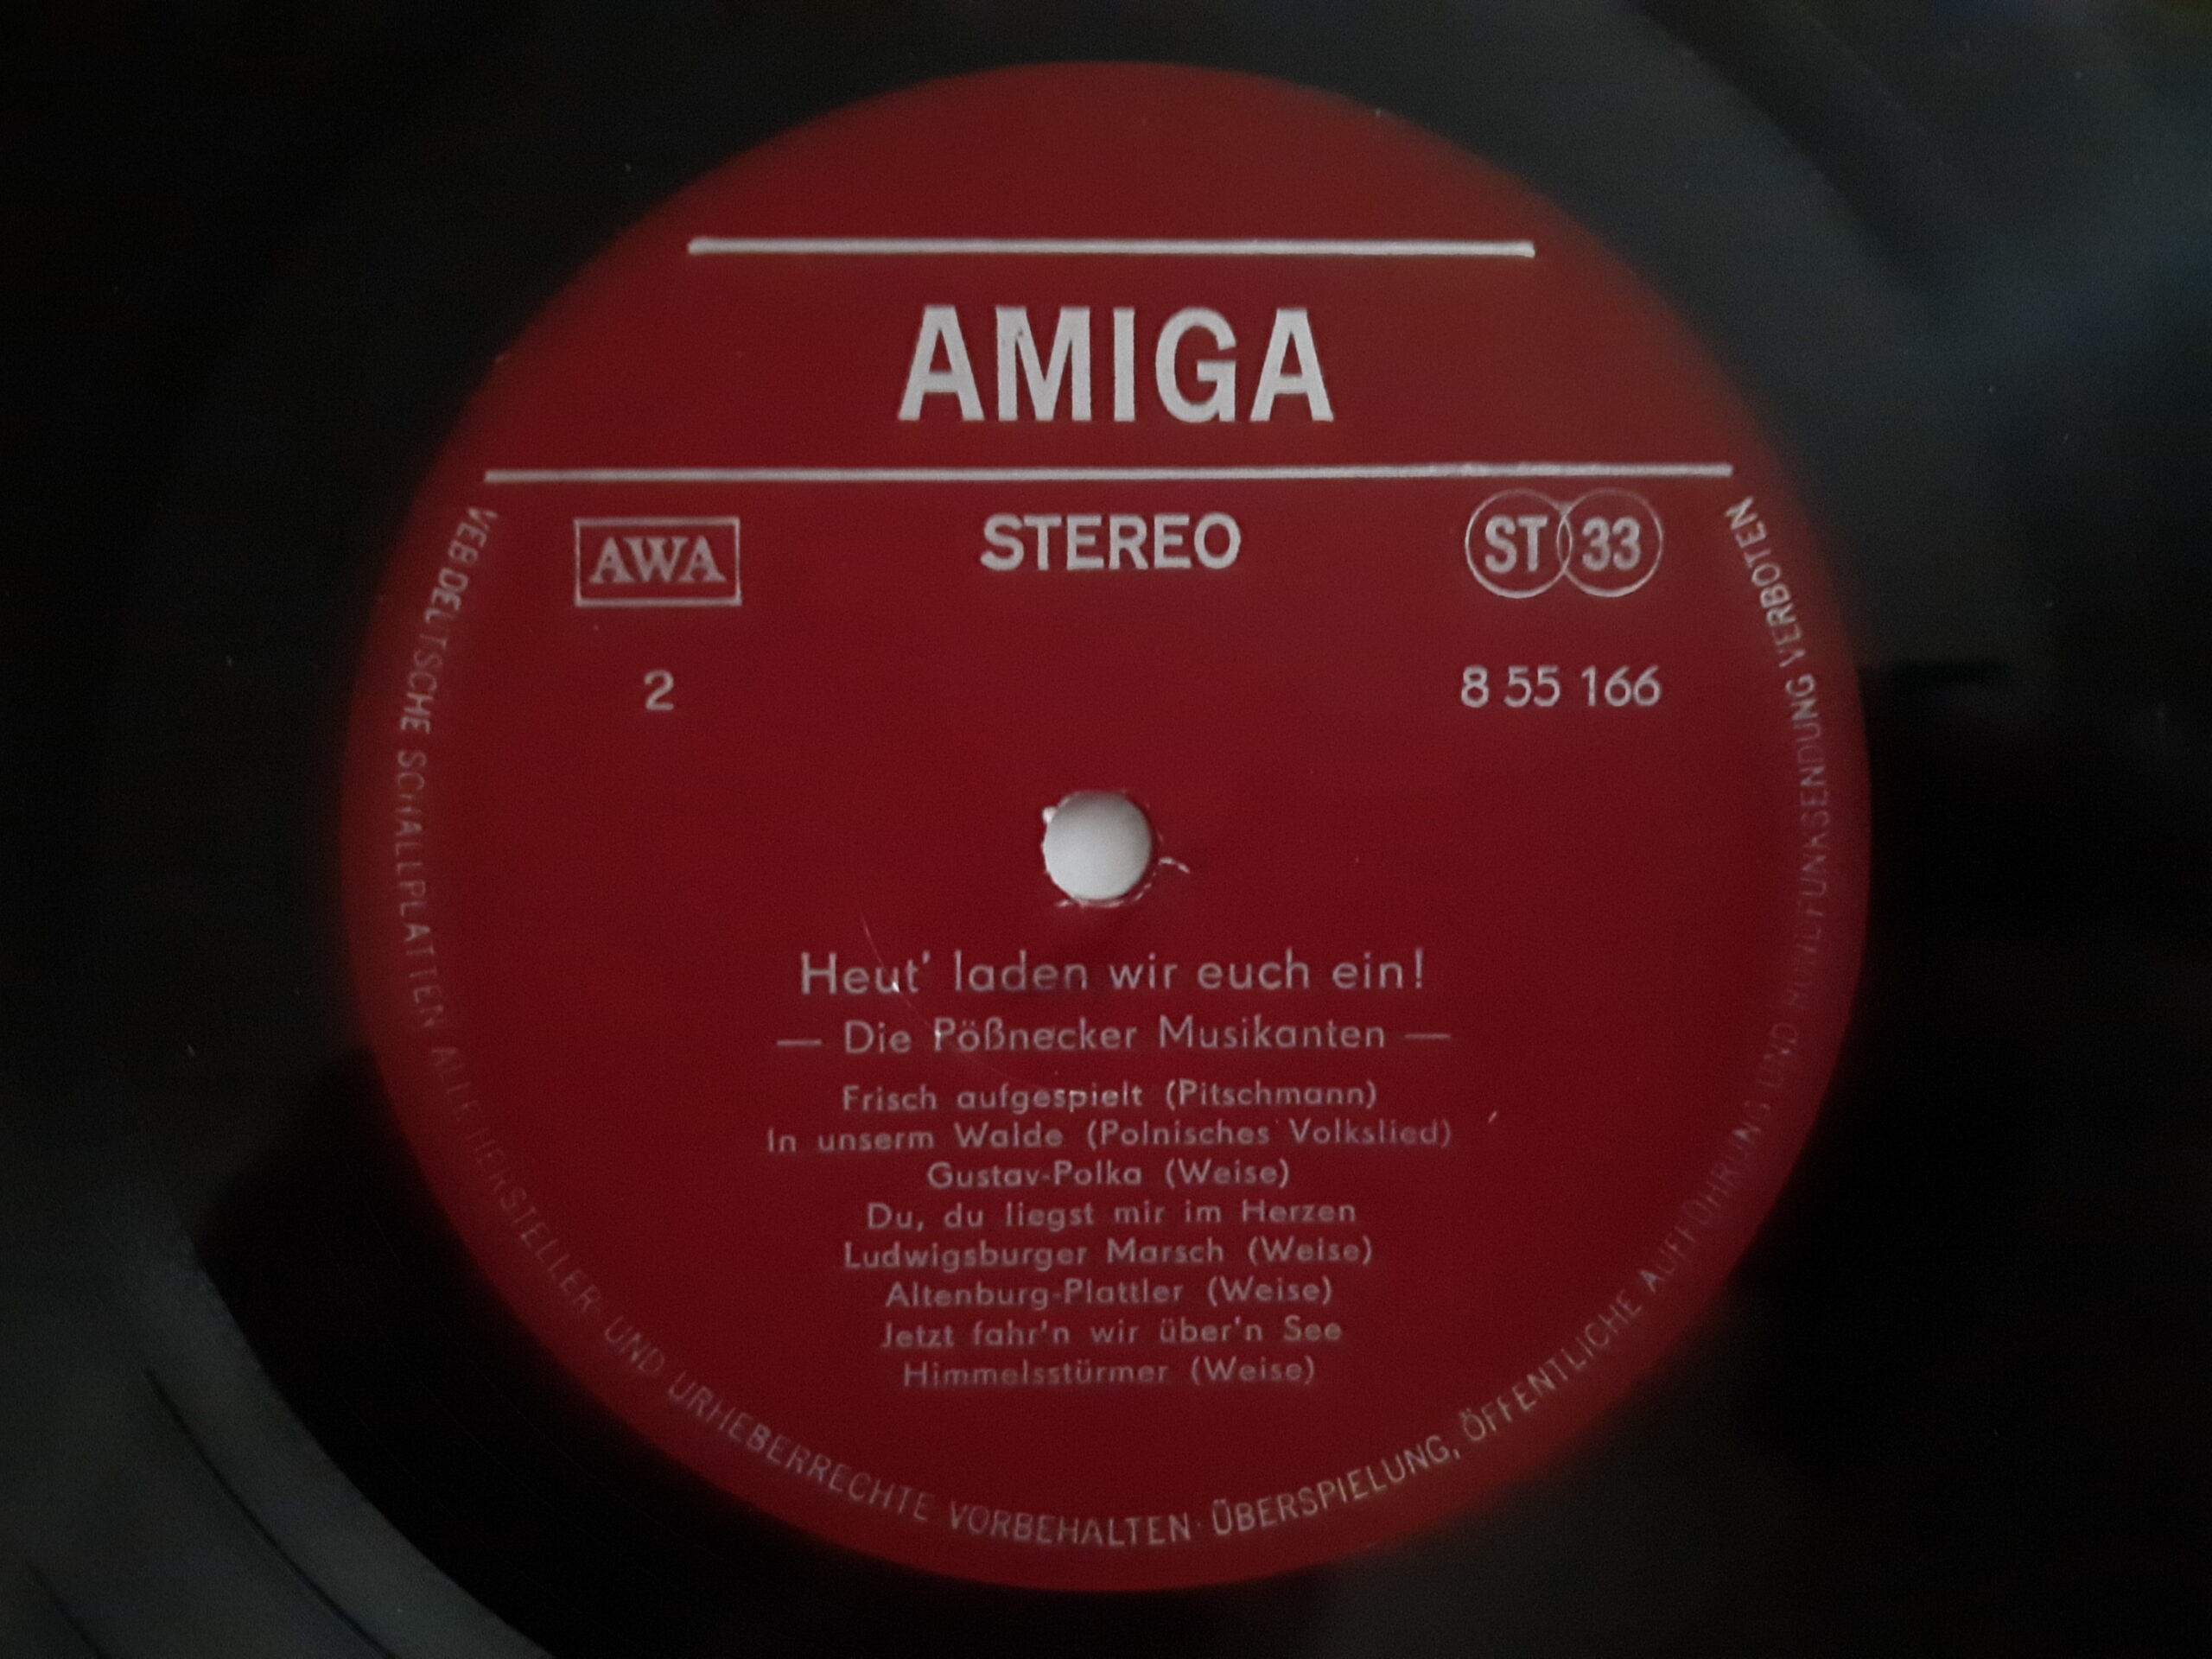 AMIGA
AWA
STEREO
ST 33
2
8 55 166
Heut' laden wir euch ein!
— Die Pößnecker Musikanten —
Frisch aufgespielt (Pitschmann)
In unserm Walde (Polnisches Volkslied)
Gustav-Polka (Weise)
Du, du liegst mir im Herzen
Ludwigsburger Marsch (Weise)
Altenburg-Plattler (Weise)
Jetzt fahr'n wir über'n See
Himmelsstürmer (Weise)
VEB DEUTSCHE SCHALLPLATTEN ALLE HERSTELLER- UND URHEBERRECHTE VORBEHALTEN · ÜBERSPIELUNG, ÖFFENTLICHE AUFFÜHRUNG UND RUNDFUNKSENDUNG VERBOTEN